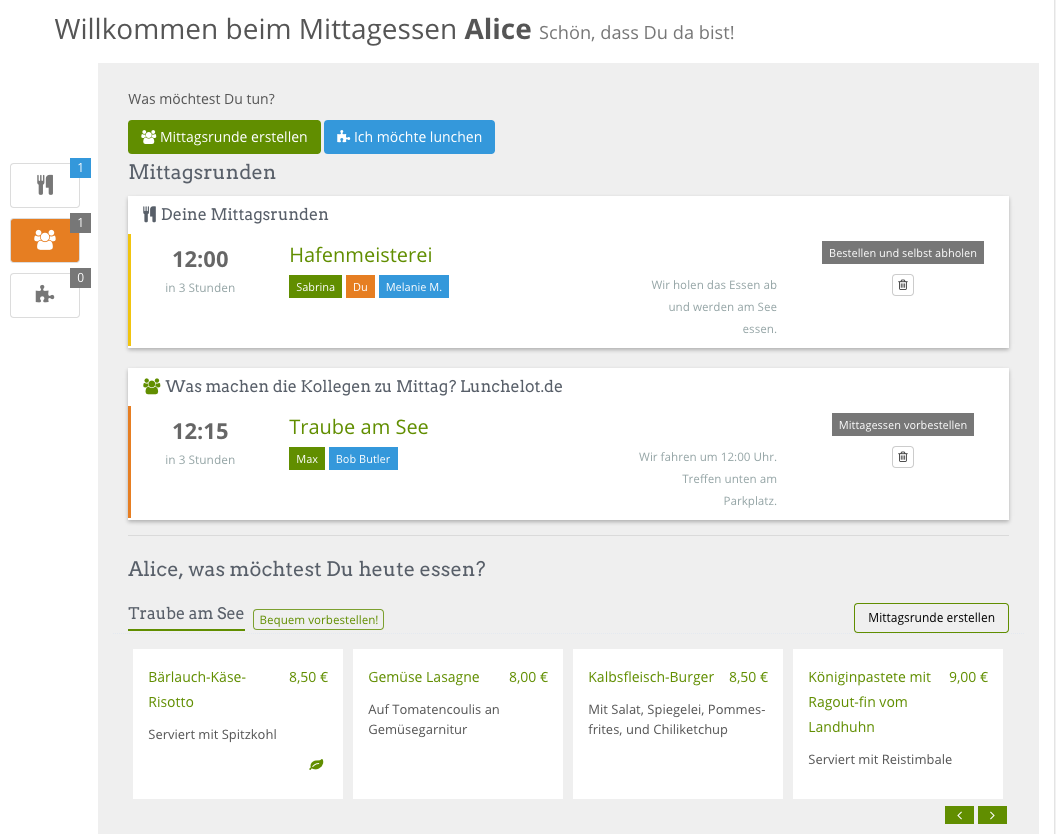 Willkommen beim Mittagessen Alice Schön, dass Du da bist!
Was möchtest Du tun?
Mittagsrunde erstellen Ich möchte lunchen
1
1
0
Mittagsrunden
Deine Mittagsrunden
12:00
in 3 Stunden
Hafenmeisterei
Sabrina Du Melanie M.
Wir holen das Essen ab
und werden am See
essen.
Bestellen und selbst abholen
Was machen die Kollegen zu Mittag? Lunchelot.de
12:15
in 3 Stunden
Traube am See
Max Bob Butler
Wir fahren um 12:00 Uhr.
Treffen unten am
Parkplatz.
Mittagessen vorbestellen
Alice, was möchtest Du heute essen?
Traube am See Bequem vorbestellen! Mittagsrunde erstellen
Bärlauch-Käse- 8,50 €
Risotto
Serviert mit Spitzkohl
Gemüse Lasagne 8,00 €
Auf Tomatencoulis an
Gemüsegarnitur
Kalbsfleisch-Burger 8,50 €
Mit Salat, Spiegelei, Pommes-
frites, und Chiliketchup
Königinpastete mit 9,00 €
Ragout-fin vom
Landhuhn
Serviert mit Reistimbale